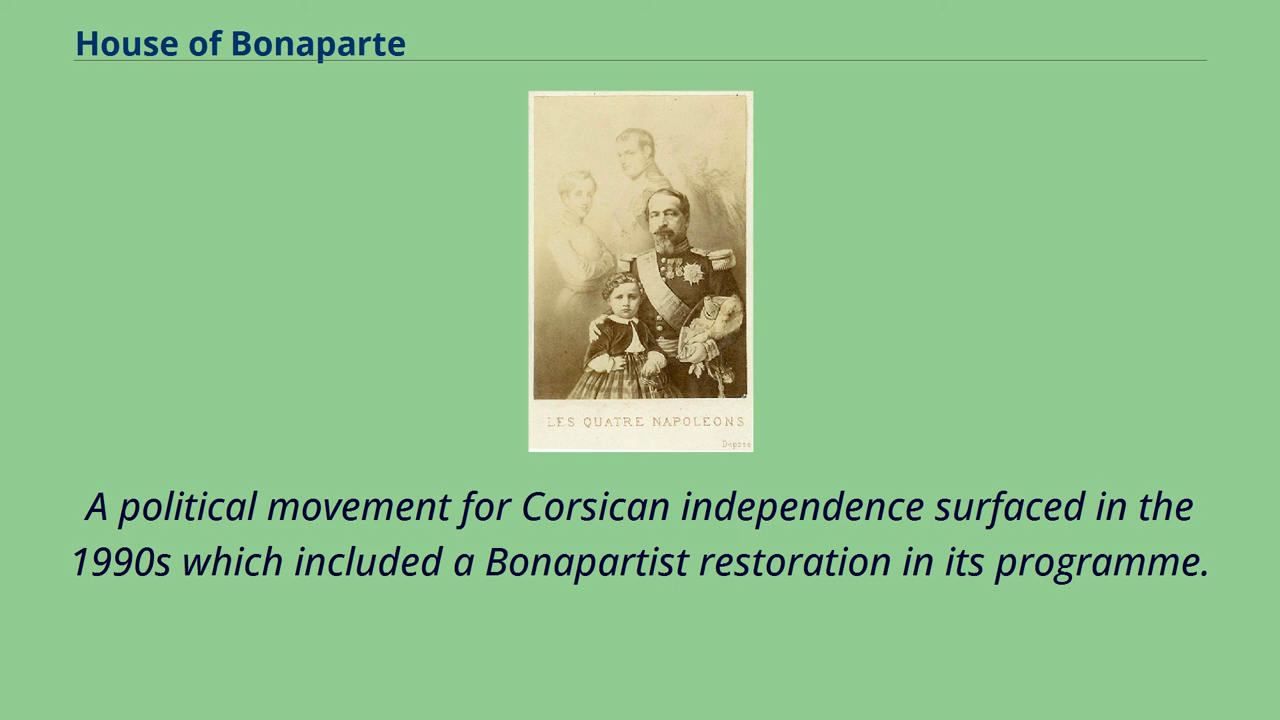 House of Bonaparte
LES QUATRE NAPOLEONS
Depose
A political movement for Corsican independence surfaced in the
1990s which included a Bonapartist restoration in its programme.